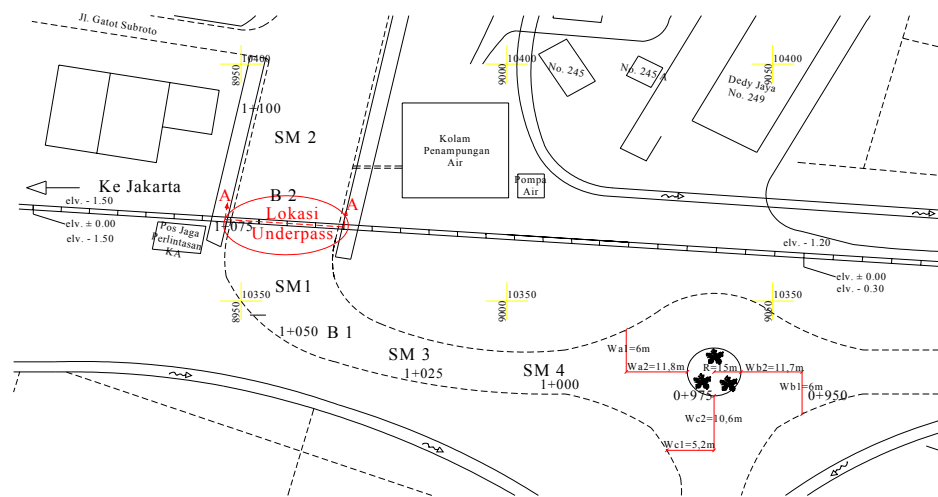 Jl. Gatot Subroto
10400
8950
10400
9000
10400
9050
No. 245
No. 245 A
Dedy Jaya
No. 249
1+100
SM 2
Kolam
Penampungan
Air
Pompa
Air
Ke Jakarta
elv. - 1.50
A
B 2
A
Lokasi
Underpass
elv. ± 0.00
elv. - 1.50
Pos Jaga
Perlintasan
KA
1+075
elv. - 1.20
elv. ± 0.00
elv. - 0.30
SM1
10350
8950
10350
9000
10350
9050
1+050
B 1
SM 3
1+025
SM 4
1+000
Wa1=6m
Wa2=11,8m
R=15m
Wb2=11,7m
Wb1=6m
0+975
0+950
Wc2=10,6m
Wc1=5,2m